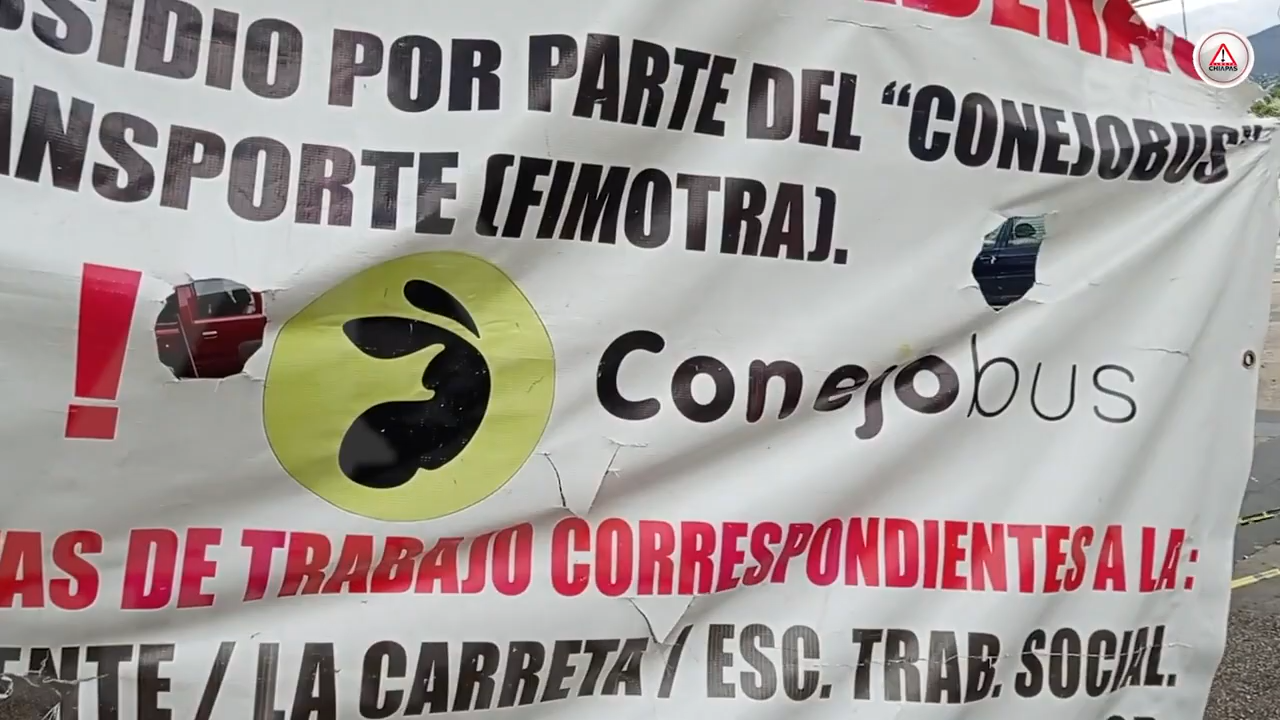 SIDIO POR PARTE DEL “CONEJOBUS”
ANSPORTE (FIMOTRA).
!
Conejobus
AS DE TRABAJO CORRESPONDIENTES A LA:
ENTE / LA CARRETA / ESC. TRAB. SOCIAL.
CHIAPAS